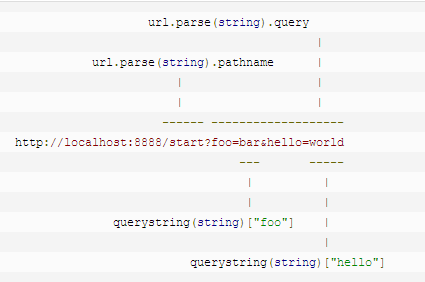 url.parse(string).query
|
url.parse(string).pathname |
| |
| |
------ -------------------
http://localhost:8888/start?foo=bar&hello=world
--- -----
| |
| |
querystring(string)["foo"] |
|
querystring(string)["hello"]